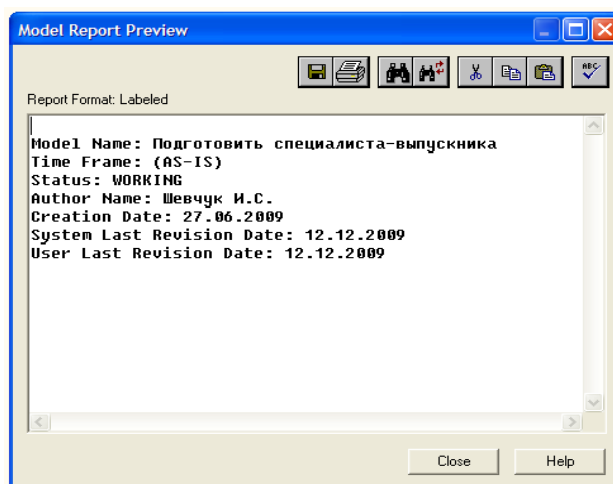 Model Report Preview
ABC
Report Format: Labeled
Model Name: Подготовить специалиста-выпускника
Time Frame: (AS-IS)
Status: WORKING
Author Name: Шевчук И.С.
Creation Date: 27.06.2009
System Last Revision Date: 12.12.2009
User Last Revision Date: 12.12.2009
Close
Help